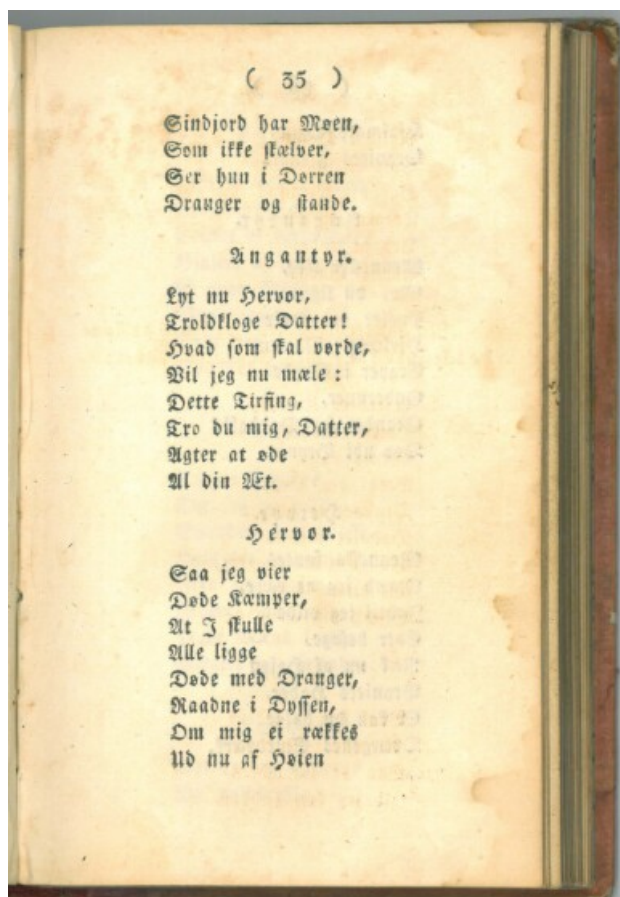 ( 35 )
Sindjord har Møen,
Som ikke skælver,
Ser hun i Dørren
Drauger og stande.
Angantyr.
Lyt nu Hervor,
Troldkloge Datter!
Hvad som skal vorde,
Vil jeg nu mæle:
Dette Tirfing,
Tro du mig, Datter,
Agter at øde
Al din Æt.
Hervor.
Saa jeg vier
Døde Kæmper,
At I skulle
Alle ligge
Døde med Dranger,
Raadne i Dyssen,
Om mig ei rækkes
Ud nu af Høien